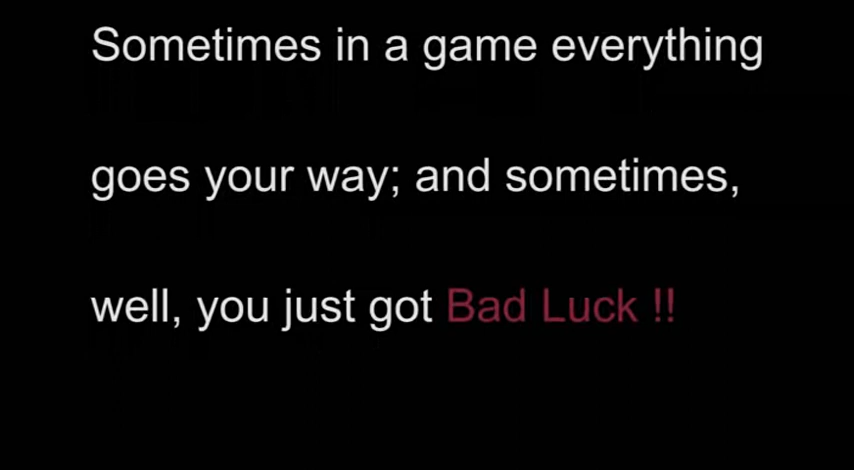 Sometimes in a game everything
goes your way; and sometimes,
well, you just got Bad Luck !!